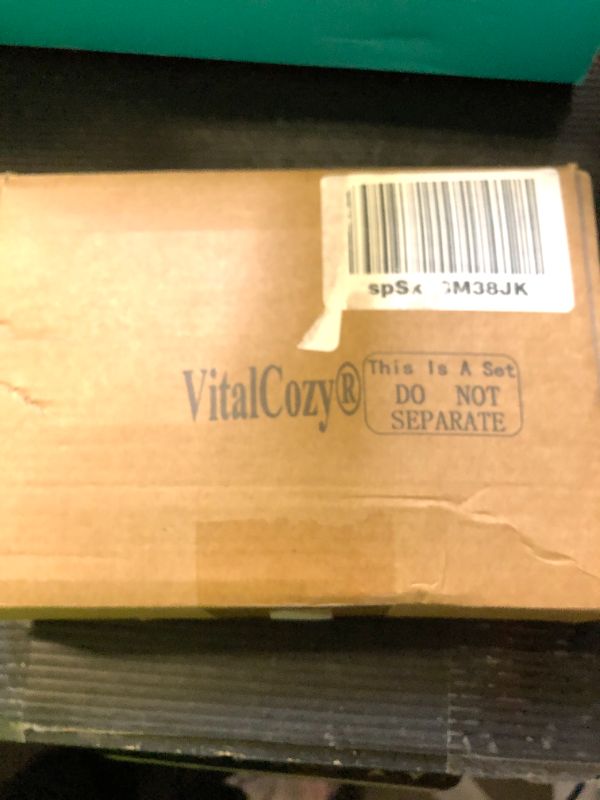 VitalCozy®
This Is A Set
DO NOT
SEPARATE